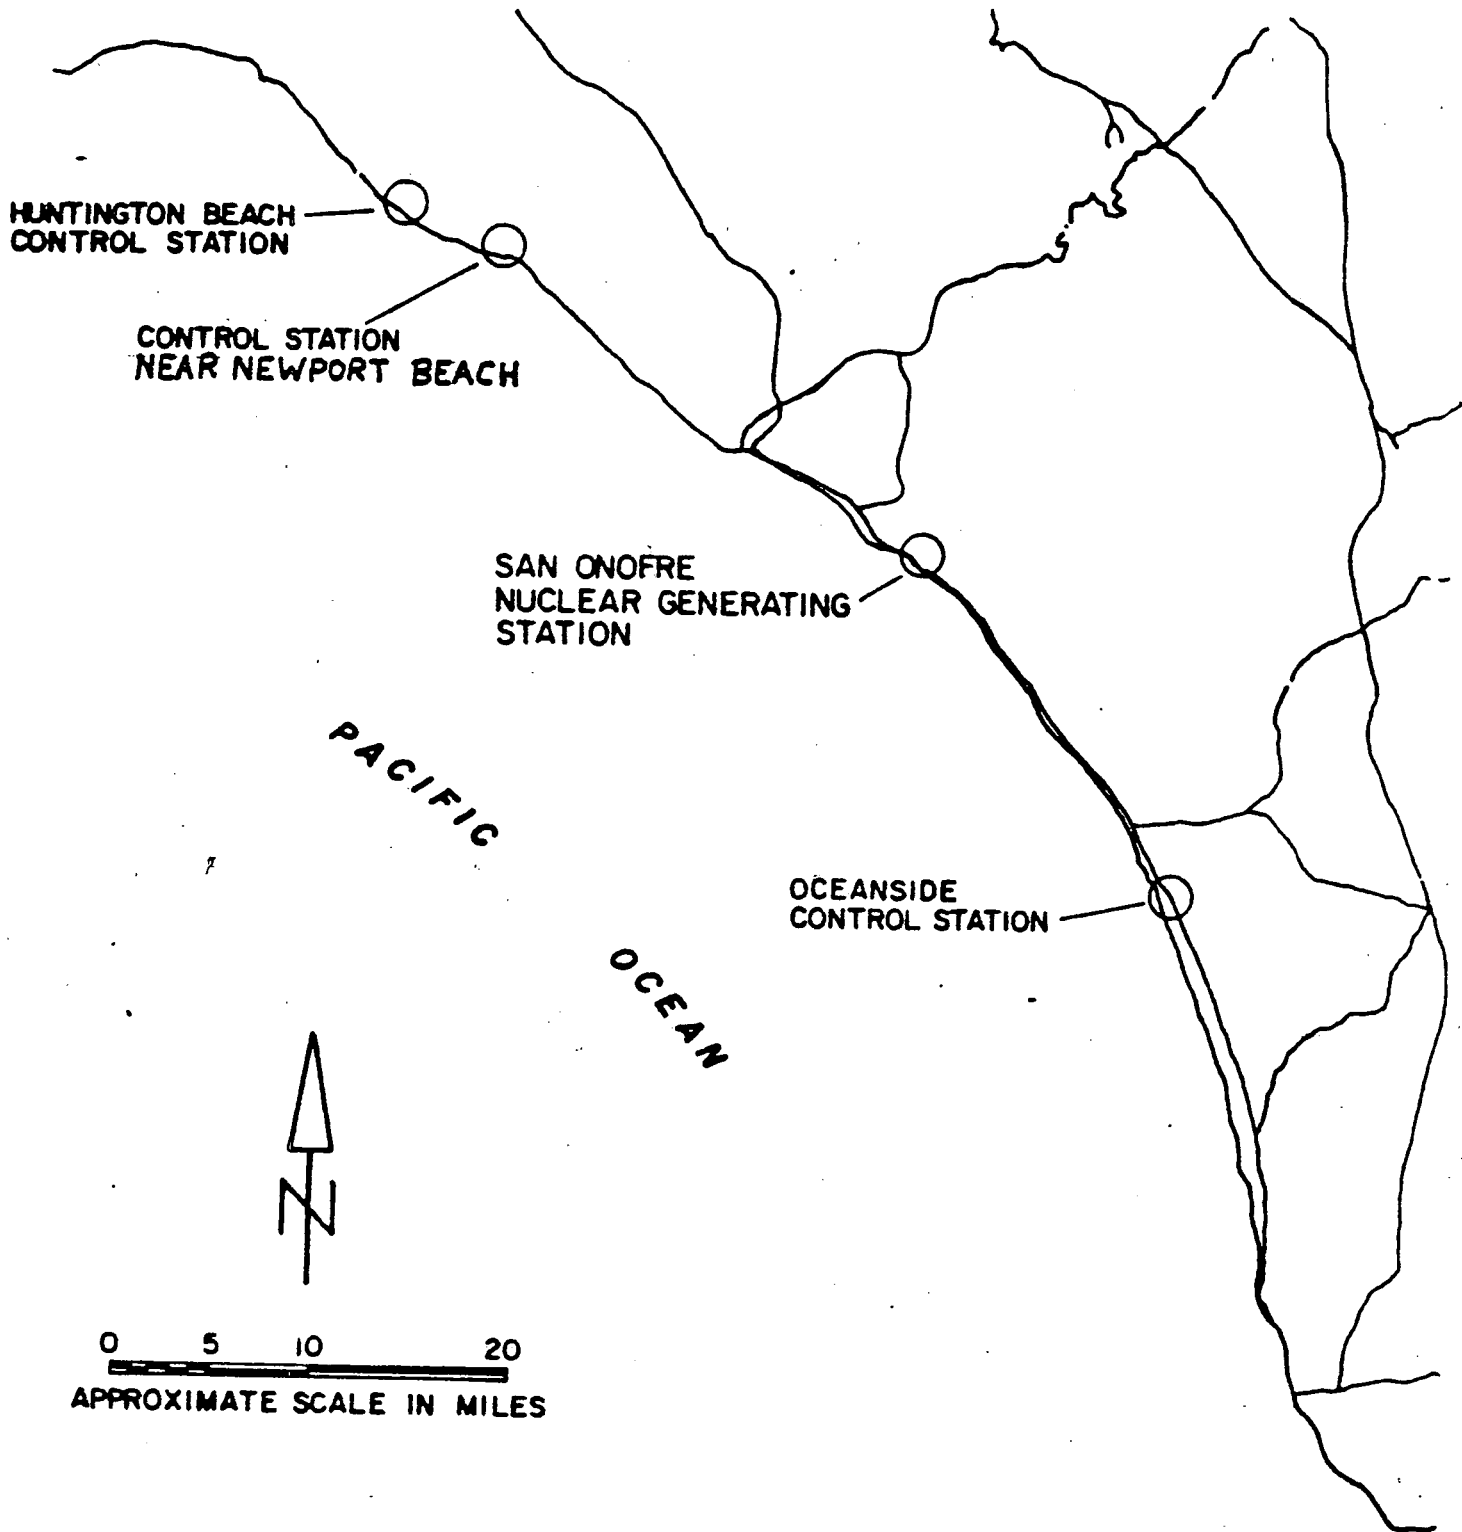 HUNTINGTON BEACH
CONTROL STATION
CONTROL STATION
NEAR NEWPORT BEACH
SAN ONOFRE
NUCLEAR GENERATING
STATION
PACIFIC
OCEANSIDE
CONTROL STATION
OCEAN
N
0 5 10 20
APPROXIMATE SCALE IN MILES